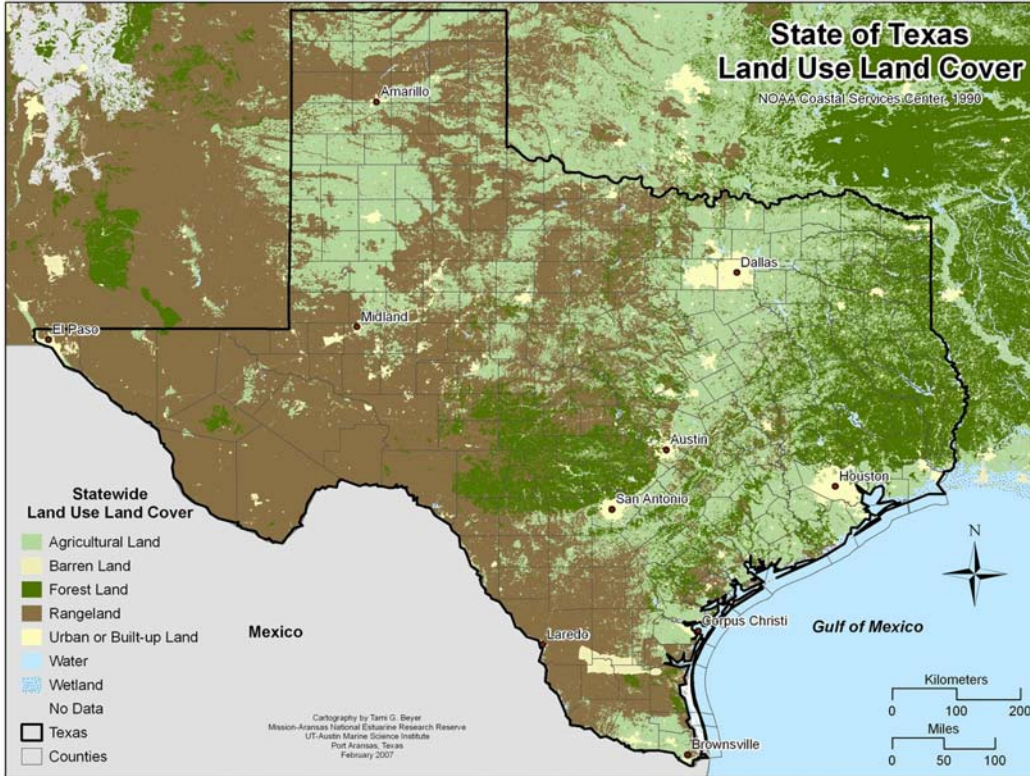 State of Texas
Land Use Land Cover
NOAA Coastal Services Center, 1990
Amarillo
Dallas
Midland
El Paso
Austin
Houston
San Antonio
Corpus Christi
Laredo
Brownsville
Mexico
Gulf of Mexico
N
Statewide
Land Use Land Cover
Agricultural Land
Barren Land
Forest Land
Rangeland
Urban or Built-up Land
Water
Wetland
No Data
Texas
Counties
Cartography by Tami G. Beyer
Mission-Aransas National Estuarine Research Reserve
UT-Austin Marine Science Institute
Port Aransas, Texas
February 2007
Kilometers
0 100 200
Miles
0 50 100